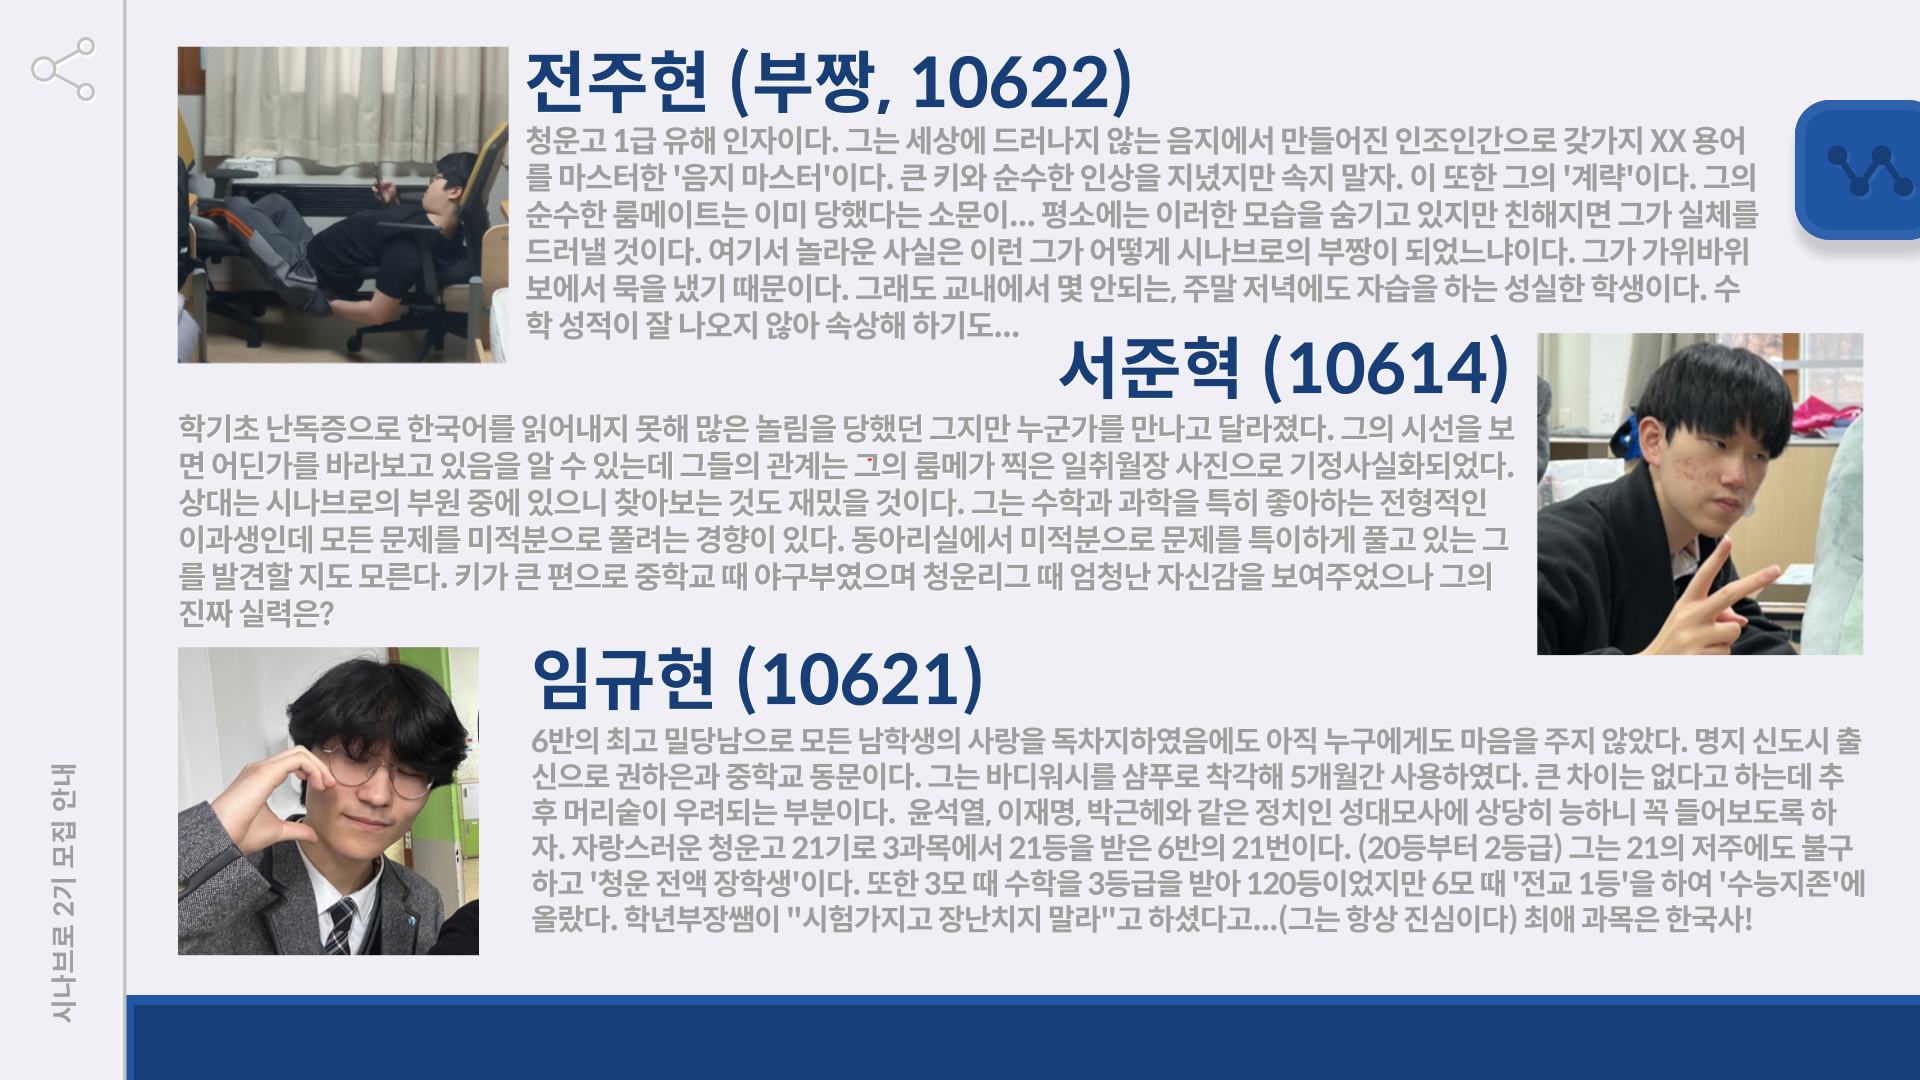 전주현 (부짱, 10622)
청운고 1급 유해 인자이다. 그는 세상에 드러나지 않는 음지에서 만들어진 인조인간으로 갖가지 XX 용어
를 마스터한 '음지 마스터'이다. 큰 키와 순수한 인상을 지녔지만 속지 말자. 이 또한 그의 '계략'이다. 그의
순수한 룸메이트는 이미 당했다는 소문이... 평소에는 이러한 모습을 숨기고 있지만 친해지면 그가 실체를
드러낼 것이다. 여기서 놀라운 사실은 이런 그가 어떻게 시나브로의 부짱이 되었느냐이다. 그가 가위바위
보에서 묵을 냈기 때문이다. 그래도 교내에서 몇 안되는, 주말 저녁에도 자습을 하는 성실한 학생이다. 수
학 성적이 잘 나오지 않아 속상해 하기도...
서준혁 (10614)
학기초 난독증으로 한국어를 읽어내지 못해 많은 놀림을 당했던 그지만 누군가를 만나고 달라졌다. 그의 시선을 보
면 어딘가를 바라보고 있음을 알 수 있는데 그들의 관계는 그의 룸메가 찍은 일취월장 사진으로 기정사실화되었다.
상대는 시나브로의 부원 중에 있으니 찾아보는 것도 재밌을 것이다. 그는 수학과 과학을 특히 좋아하는 전형적인
이과생인데 모든 문제를 미적분으로 풀려는 경향이 있다. 동아리실에서 미적분으로 문제를 특이하게 풀고 있는 그
를 발견할 지도 모른다. 키가 큰 편으로 중학교 때 야구부였으며 청운리그 때 엄청난 자신감을 보여주었으나 그의
진짜 실력은?
임규현 (10621)
6반의 최고 밀당남으로 모든 남학생의 사랑을 독차지하였음에도 아직 누구에게도 마음을 주지 않았다. 명지 신도시 출
신으로 권하은과 중학교 동문이다. 그는 바디워시를 샴푸로 착각해 5개월간 사용하였다. 큰 차이는 없다고 하는데 추
후 머리숱이 우려되는 부분이다. 윤석열, 이재명, 박근혜와 같은 정치인 성대모사에 상당히 능하니 꼭 들어보도록 하
자. 자랑스러운 청운고 21기로 3과목에서 21등을 받은 6반의 21번이다. (20등부터 2등급) 그는 21의 저주에도 불구
하고 '청운 전액 장학생'이다. 또한 3모 때 수학을 3등급을 받아 120등이었지만 6모 때 '전교 1등'을 하여 '수능지존'에
올랐다. 학년부장쌤이 "시험가지고 장난치지 말라"고 하셨다고...(그는 항상 진심이다) 최애 과목은 한국사!
시나브로 2기 모집 안내